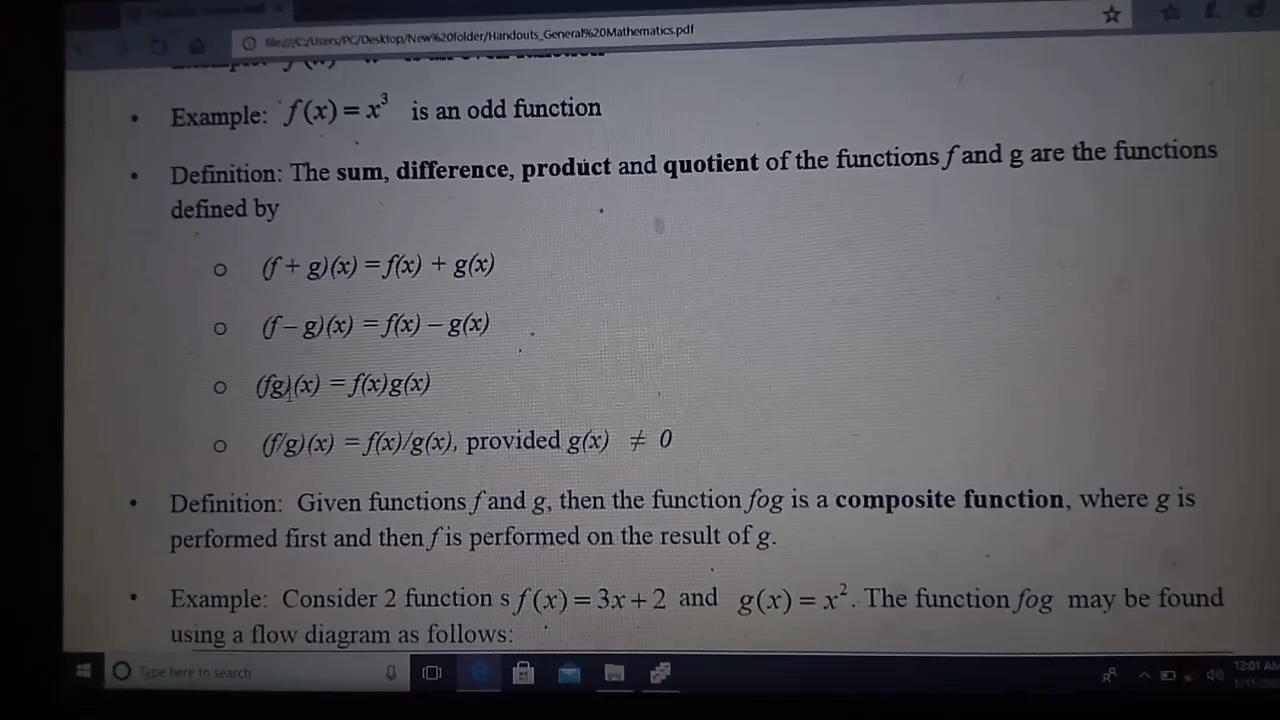 file:///C:/Users/PC/Desktop/New%20folder/Handouts_General%20Mathematics.pdf
Example: f(x) = x³ is an odd function
Definition: The sum, difference, product and quotient of the functions f and g are the functions
defined by
(f + g)(x) = f(x) + g(x)
(f – g)(x) = f(x) – g(x)
(fg)(x) = f(x)g(x)
(f/g)(x) = f(x)/g(x), provided g(x) ≠ 0
Definition: Given functions f and g, then the function fog is a composite function, where g is
performed first and then f is performed on the result of g.
Example: Consider 2 function s f(x) = 3x + 2 and g(x) = x². The function fog may be found
using a flow diagram as follows:
Type here to search
12:01 AM